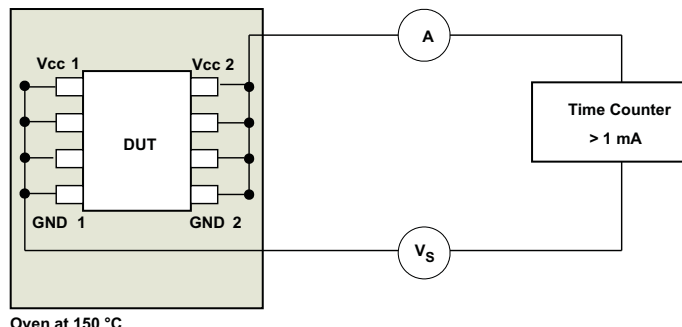 Vcc 1
Vcc 2
A
Time Counter
> 1 mA
DUT
GND 1
GND 2
VS
Oven at 150 °C